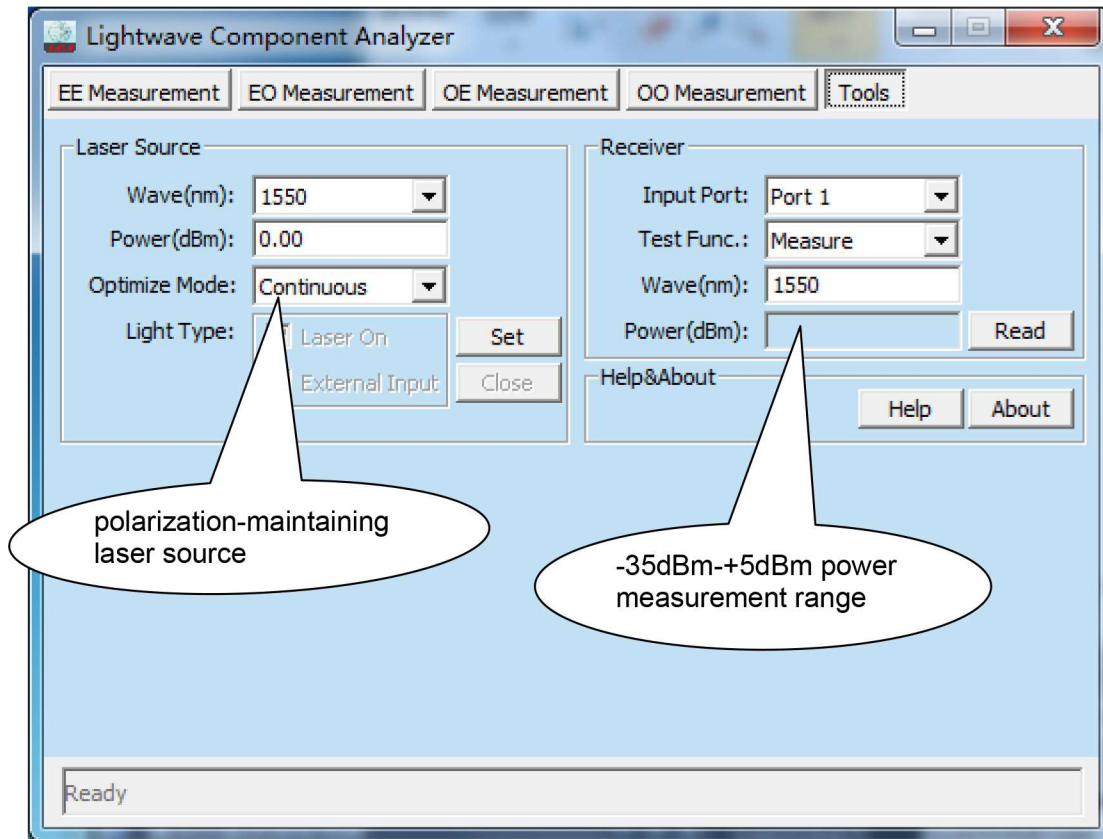 Lightwave Component Analyzer
EE Measurement EO Measurement OE Measurement OO Measurement Tools
Laser Source
Wave(nm): 1550
Power(dBm): 0.00
Optimize Mode: Continuous
Light Type: Laser On Set
External Input Close
Receiver
Input Port: Port 1
Test Func.: Measure
Wave(nm): 1550
Power(dBm): Read
Help&About
Help About
polarization-maintaining
laser source
-35dBm-+5dBm power
measurement range
Ready